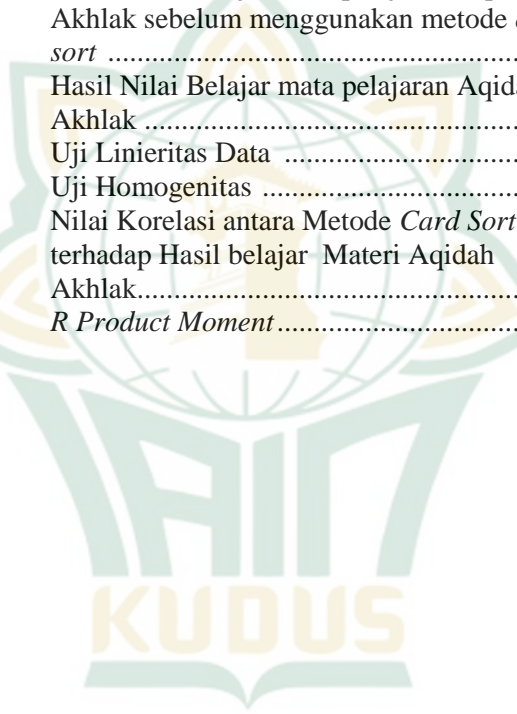 Akhlak sebelum menggunakan metode
sort ........................................................
Hasil Nilai Belajar mata pelajaran
Akhlak ..................................................
Uji Linieritas Data ..................................
Uji Homogenitas ....................................
Nilai Korelasi antara Metode Card Sort
terhadap Hasil belajar Materi Aqidah
Akhlak....................................................
R Product Moment..................................
IAIN
KUDUS